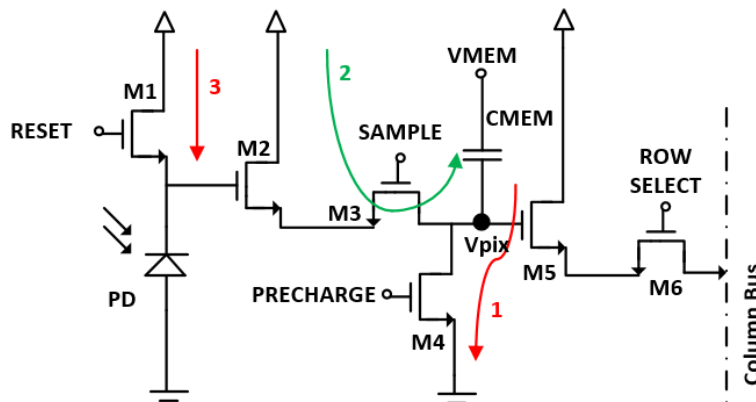 M1
3
2
VMEM
RESET
M2
SAMPLE
CMEM
ROW
SELECT
M3
Vpix
M5
M6
PD
PRECHARGE
M4
1
Column Bus